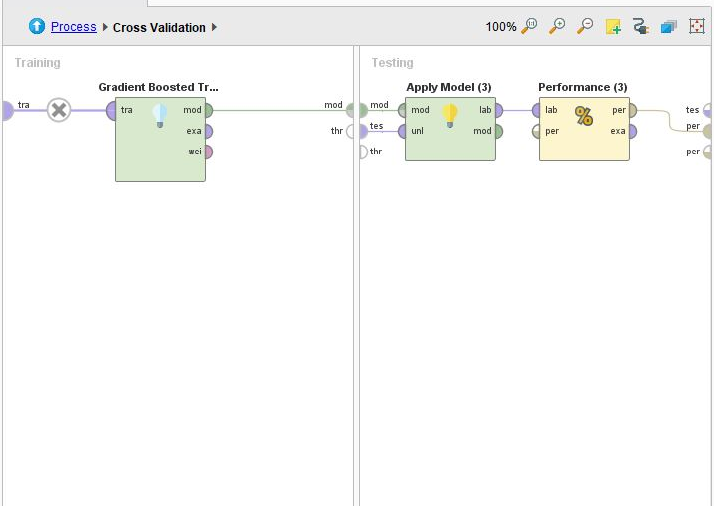 Process Cross Validation 100%
Training
Testing
Gradient Boosted Tr...
Apply Model (3)
Performance (3)
tra
tra mod
exa
wei
mod
thr
mod
tes
thr
mod lab
unl mod
lab per
per exa
tes
per
per